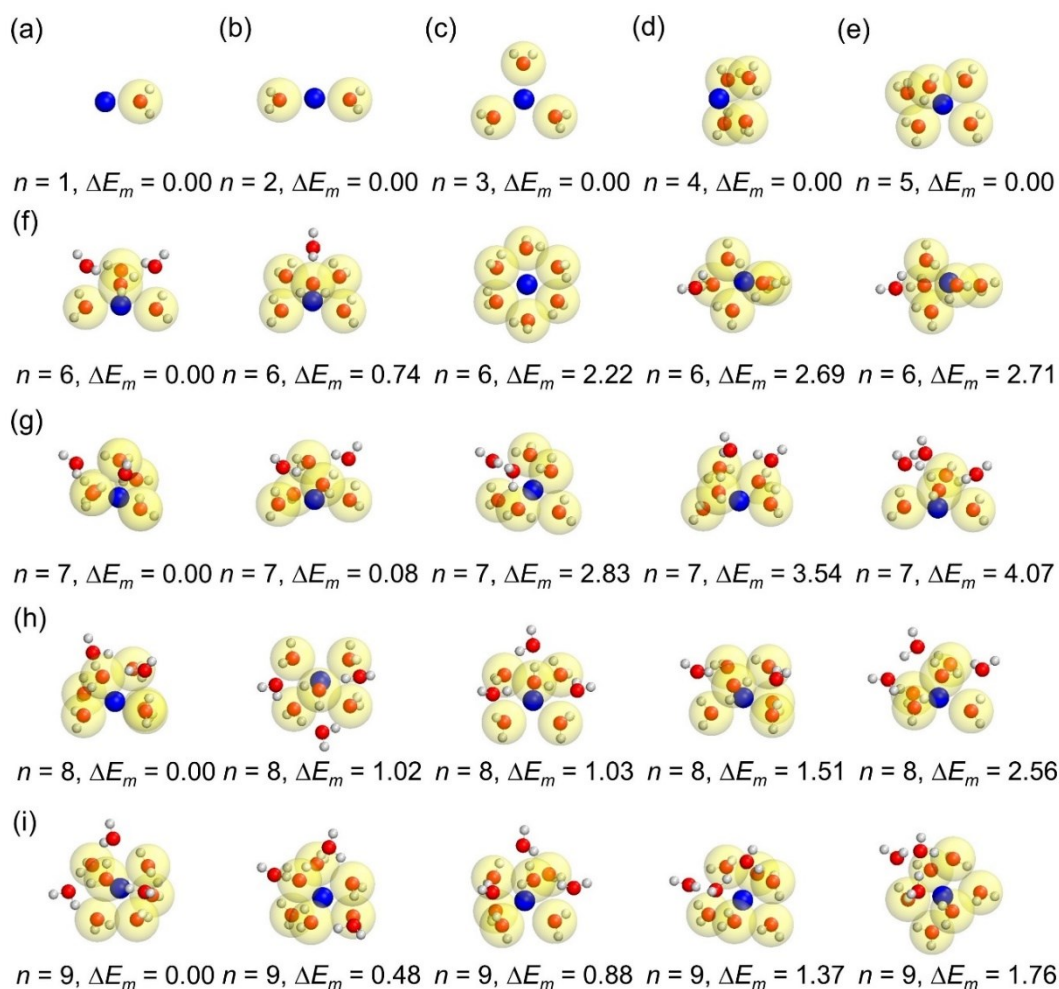 (a) (b) (c) (d) (e)
n = 1, ΔEm = 0.00 n = 2, ΔEm = 0.00 n = 3, ΔEm = 0.00 n = 4, ΔEm = 0.00 n = 5, ΔEm = 0.00
(f)
n = 6, ΔEm = 0.00 n = 6, ΔEm = 0.74 n = 6, ΔEm = 2.22 n = 6, ΔEm = 2.69 n = 6, ΔEm = 2.71
(g)
n = 7, ΔEm = 0.00 n = 7, ΔEm = 0.08 n = 7, ΔEm = 2.83 n = 7, ΔEm = 3.54 n = 7, ΔEm = 4.07
(h)
n = 8, ΔEm = 0.00 n = 8, ΔEm = 1.02 n = 8, ΔEm = 1.03 n = 8, ΔEm = 1.51 n = 8, ΔEm = 2.56
(i)
n = 9, ΔEm = 0.00 n = 9, ΔEm = 0.48 n = 9, ΔEm = 0.88 n = 9, ΔEm = 1.37 n = 9, ΔEm = 1.76